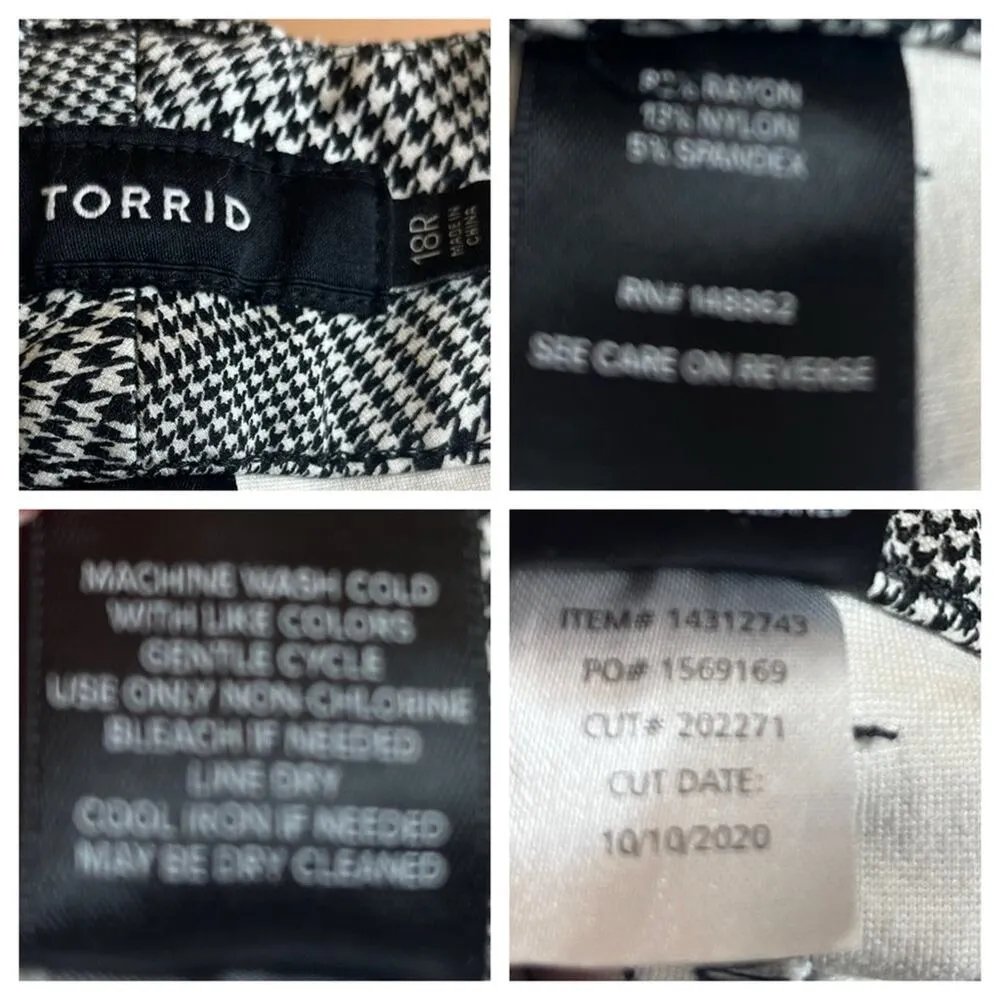 TORRID
18R
MADE IN
CHINA
82% RAYON
13% NYLON
5% SPANDEX
RN# 148862
SEE CARE ON REVERSE
MACHINE WASH COLD
WITH LIKE COLORS
GENTLE CYCLE
USE ONLY NON-CHLORINE
BLEACH IF NEEDED
LINE DRY
COOL IRON IF NEEDED
MAY BE DRY CLEANED
CLEANED
ITEM# 14312743
PO# 1569169
CUT# 202271
CUT DATE:
10/10/2020